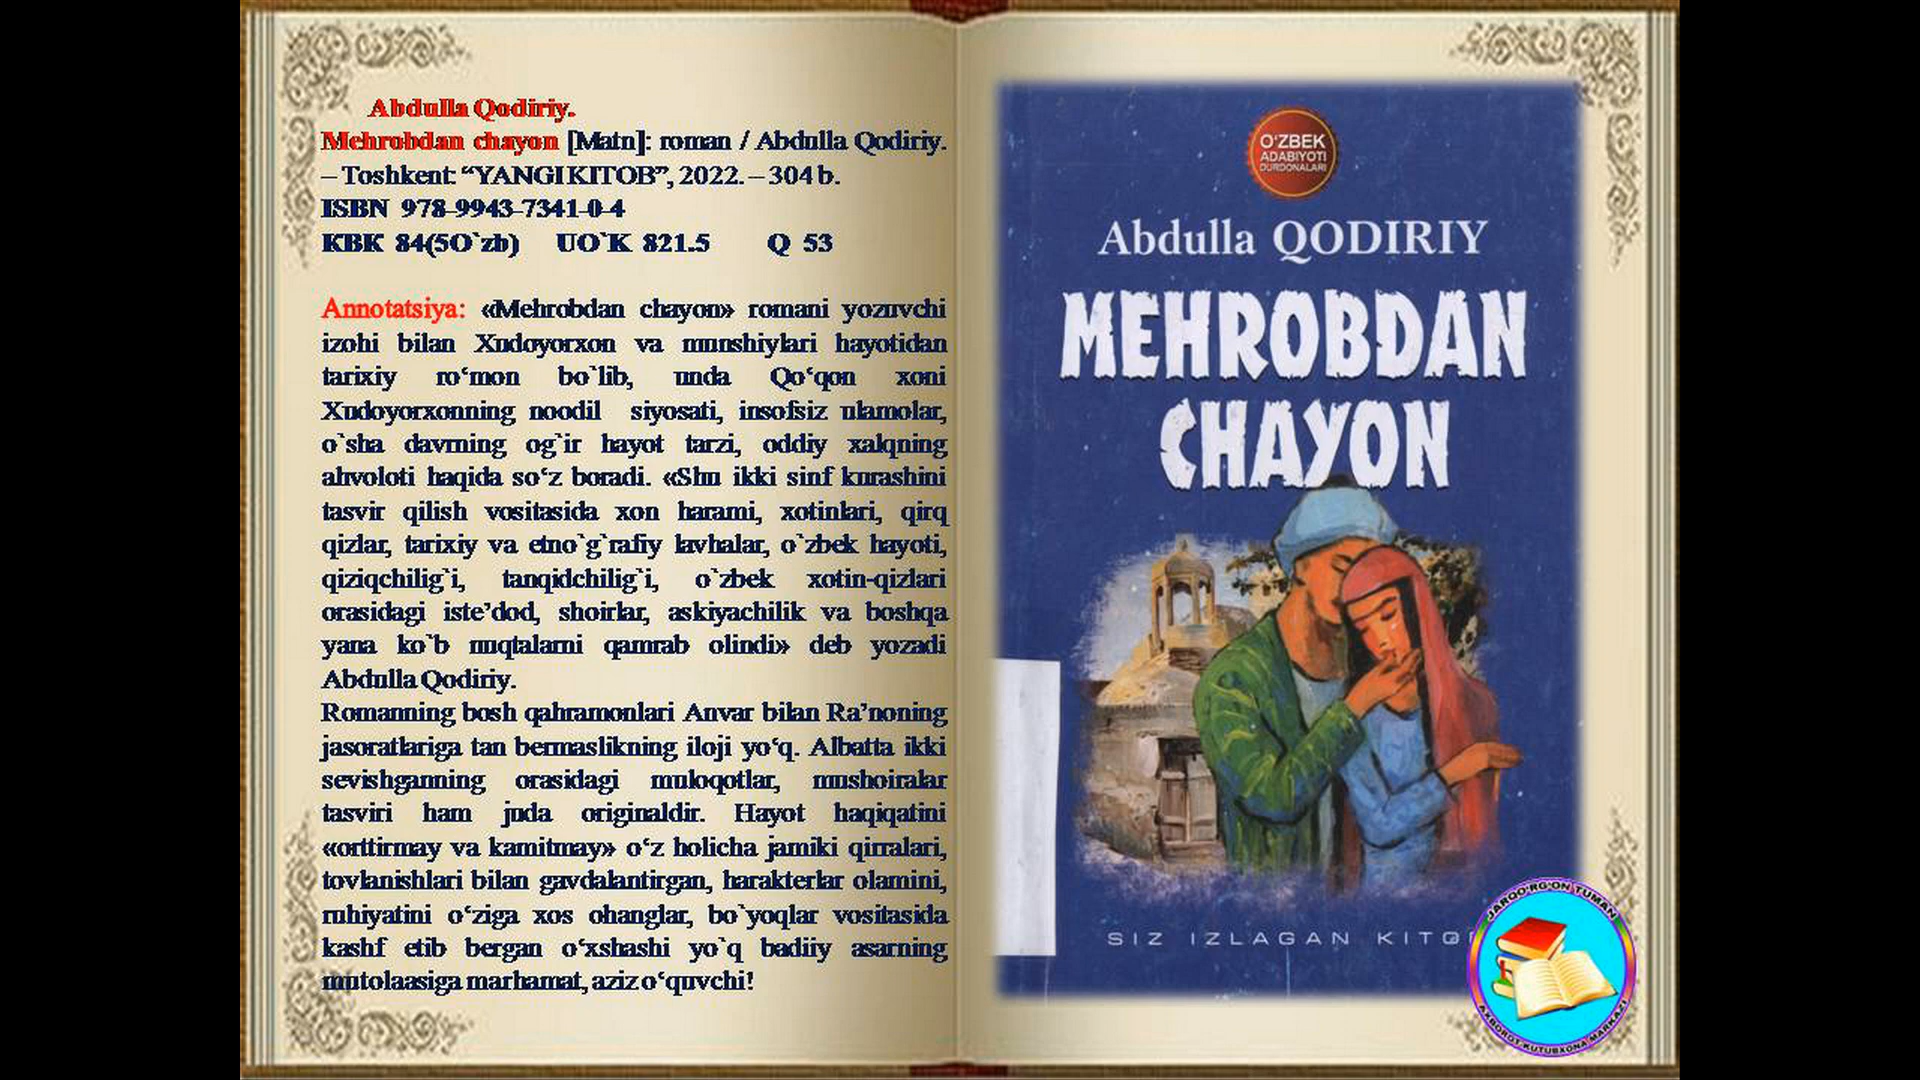 Abdulla Qodiriy.
Mehrobdan chayon [Matn]: roman / Abdulla Qodiriy.
– Toshkent: “YANGI KITOB”, 2022. – 304 b.
ISBN 978-9943-7341-0-4
KBK 84(5O`zb) UO`K 821.5 Q 53
Annotatsiya: «Mehrobdan chayon» romani yozuvchi
izohi bilan Xudoyorxon va munshiylari hayotidan
tarixiy ro‘mon bo`lib, unda Qo‘qon xoni
Xudoyorxonning noodil siyosati, insofsiz ulamolar,
o`sha davrning og`ir hayot tarzi, oddiy xalqning
ahvoloti haqida so‘z boradi. «Shu ikki sinf kurashini
tasvir qilish vositasida xon harami, xotinlari, qirq
qizlar, tarixiy va etno`g`rafiy lavhalar, o`zbek hayoti,
qiziqchilig`i, tanqidchilig`i, o`zbek xotin-qizlari
orasidagi iste’dod, shoirlar, askiyachilik va boshqa
yana ko`b nuqtalarni qamrab olindi» deb yozadi
Abdulla Qodiriy.
Romanning bosh qahramonlari Anvar bilan Ra’noning
jasoratlariga tan bermaslikning iloji yo‘q. Albatta ikki
sevishganning orasidagi muloqotlar, mushoiralar
tasviri ham juda originaldir. Hayot haqiqatini
«orttirmay va kamitmay» o‘z holicha jamiki qirralari,
tovlanishlari bilan gavdalantirgan, harakterlar olamini,
ruhiyatini o‘ziga xos ohanglar, bo`yoqlar vositasida
kashf etib bergan o‘xshashi yo`q badiiy asarning
mutolaasiga marhamat, aziz o‘quvchi!
O‘ZBEK
ADABIYOTI
DURDONALARI
Abdulla QODIRIY
MEHROBDAN
CHAYON
SIZ IZLAGAN KITOB
JARQO‘RG‘ON TUMAN
AXBOROT-KUTUBXONA MARKAZI